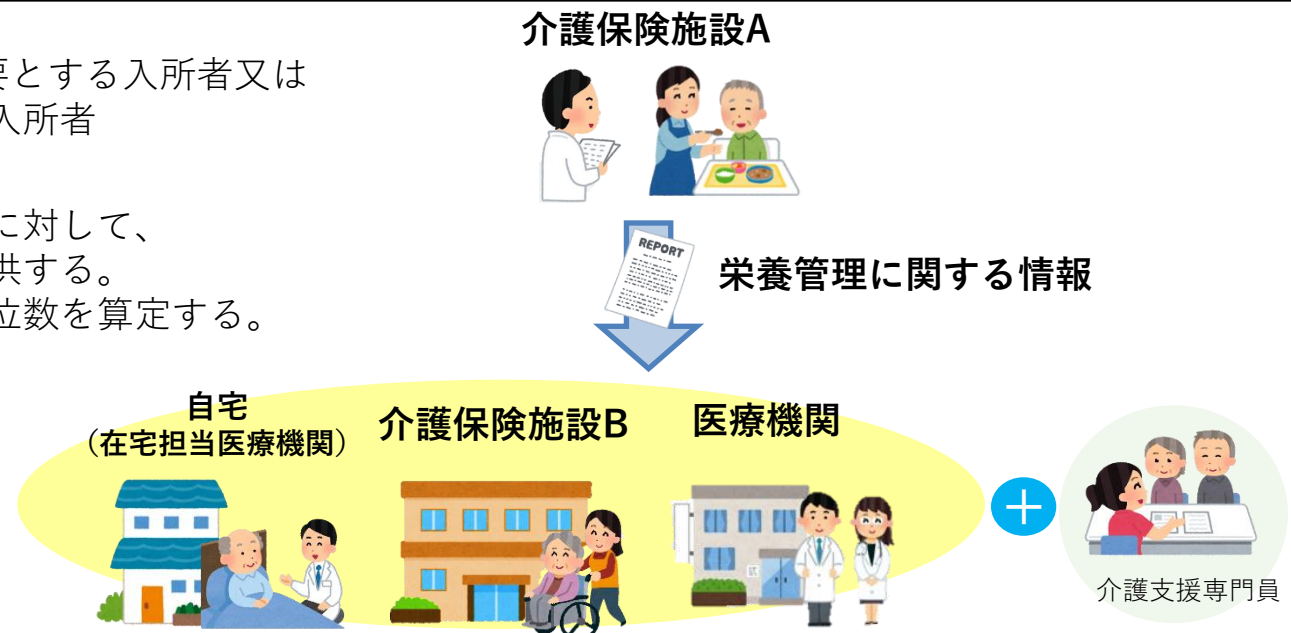 介護保険施設A
要とする入所者又は
入所者
に対して、
供する。
位数を算定する。
REPORT
栄養管理に関する情報
自宅
（在宅担当医療機関）
介護保険施設B
医療機関
＋
介護支援専門員